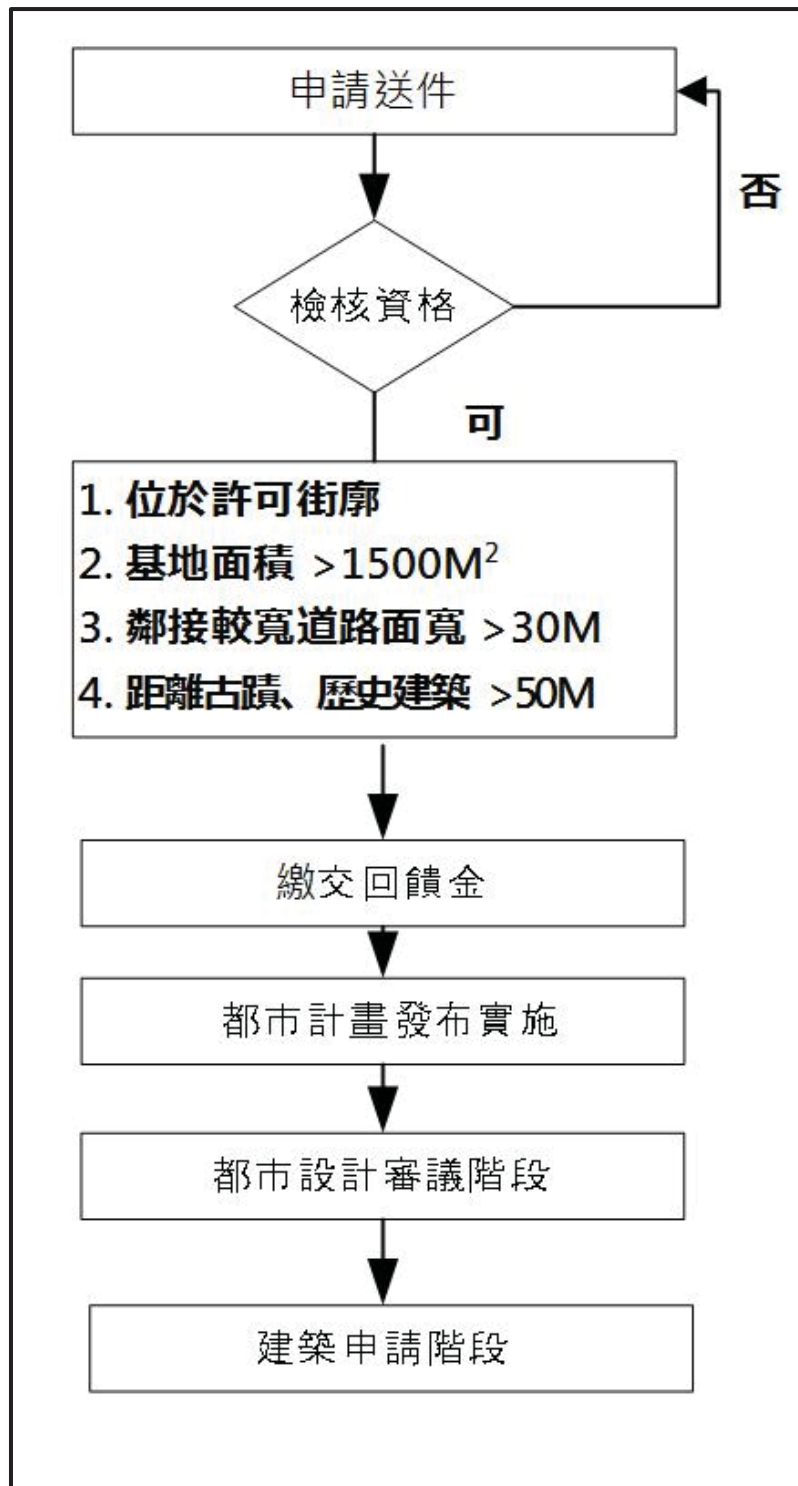 申請送件
否
檢核資格
可
1. 位於許可街廓
2. 基地面積 >1500M²
3. 鄰接較寬道路面寬 >30M
4. 距離古蹟、歷史建築 >50M
繳交回饋金
都市計畫發布實施
都市設計審議階段
建築申請階段